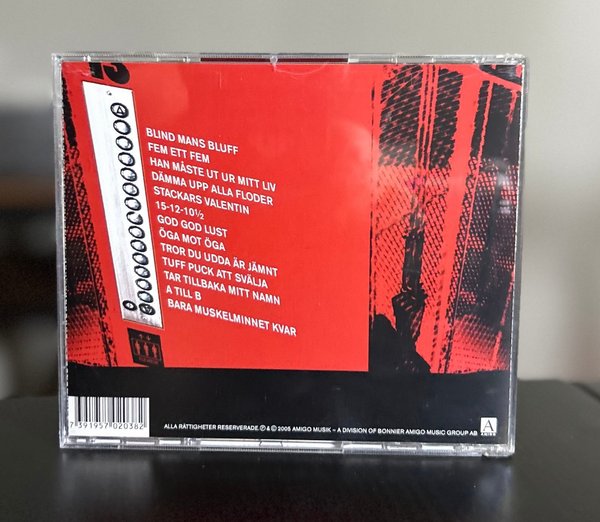 15
BLIND MANS BLUFF
FEM ETT FEM
HAN MÅSTE UT UR MITT LIV
DÄMMA UPP ALLA FLODER
STACKARS VALENTIN
15-12-10½
GOD GOD LUST
ÖGA MOT ÖGA
TROR DU UDDA ÄR JÄMNT
TUFF PUCK ATT SVÄLJA
TAR TILLBAKA MITT NAMN
A TILL B
BARA MUSKELMINNET KVAR
7 391957 020382
ALLA RÄTTIGHETER RESERVERADE.Ⓟ & © 2005 AMIGO MUSIK – A DIVISION OF BONNIER AMIGO MUSIC GROUP AB
A